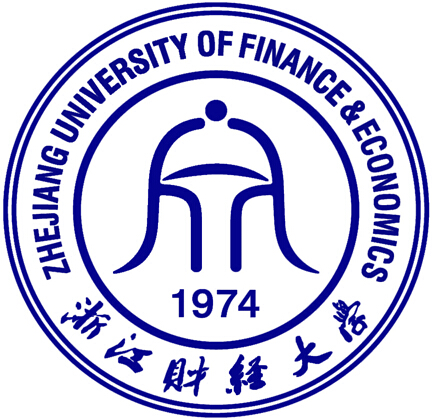 ZHEJIANG UNIVERSITY OF FINANCE & ECONOMICS
1974
浙江财经大学